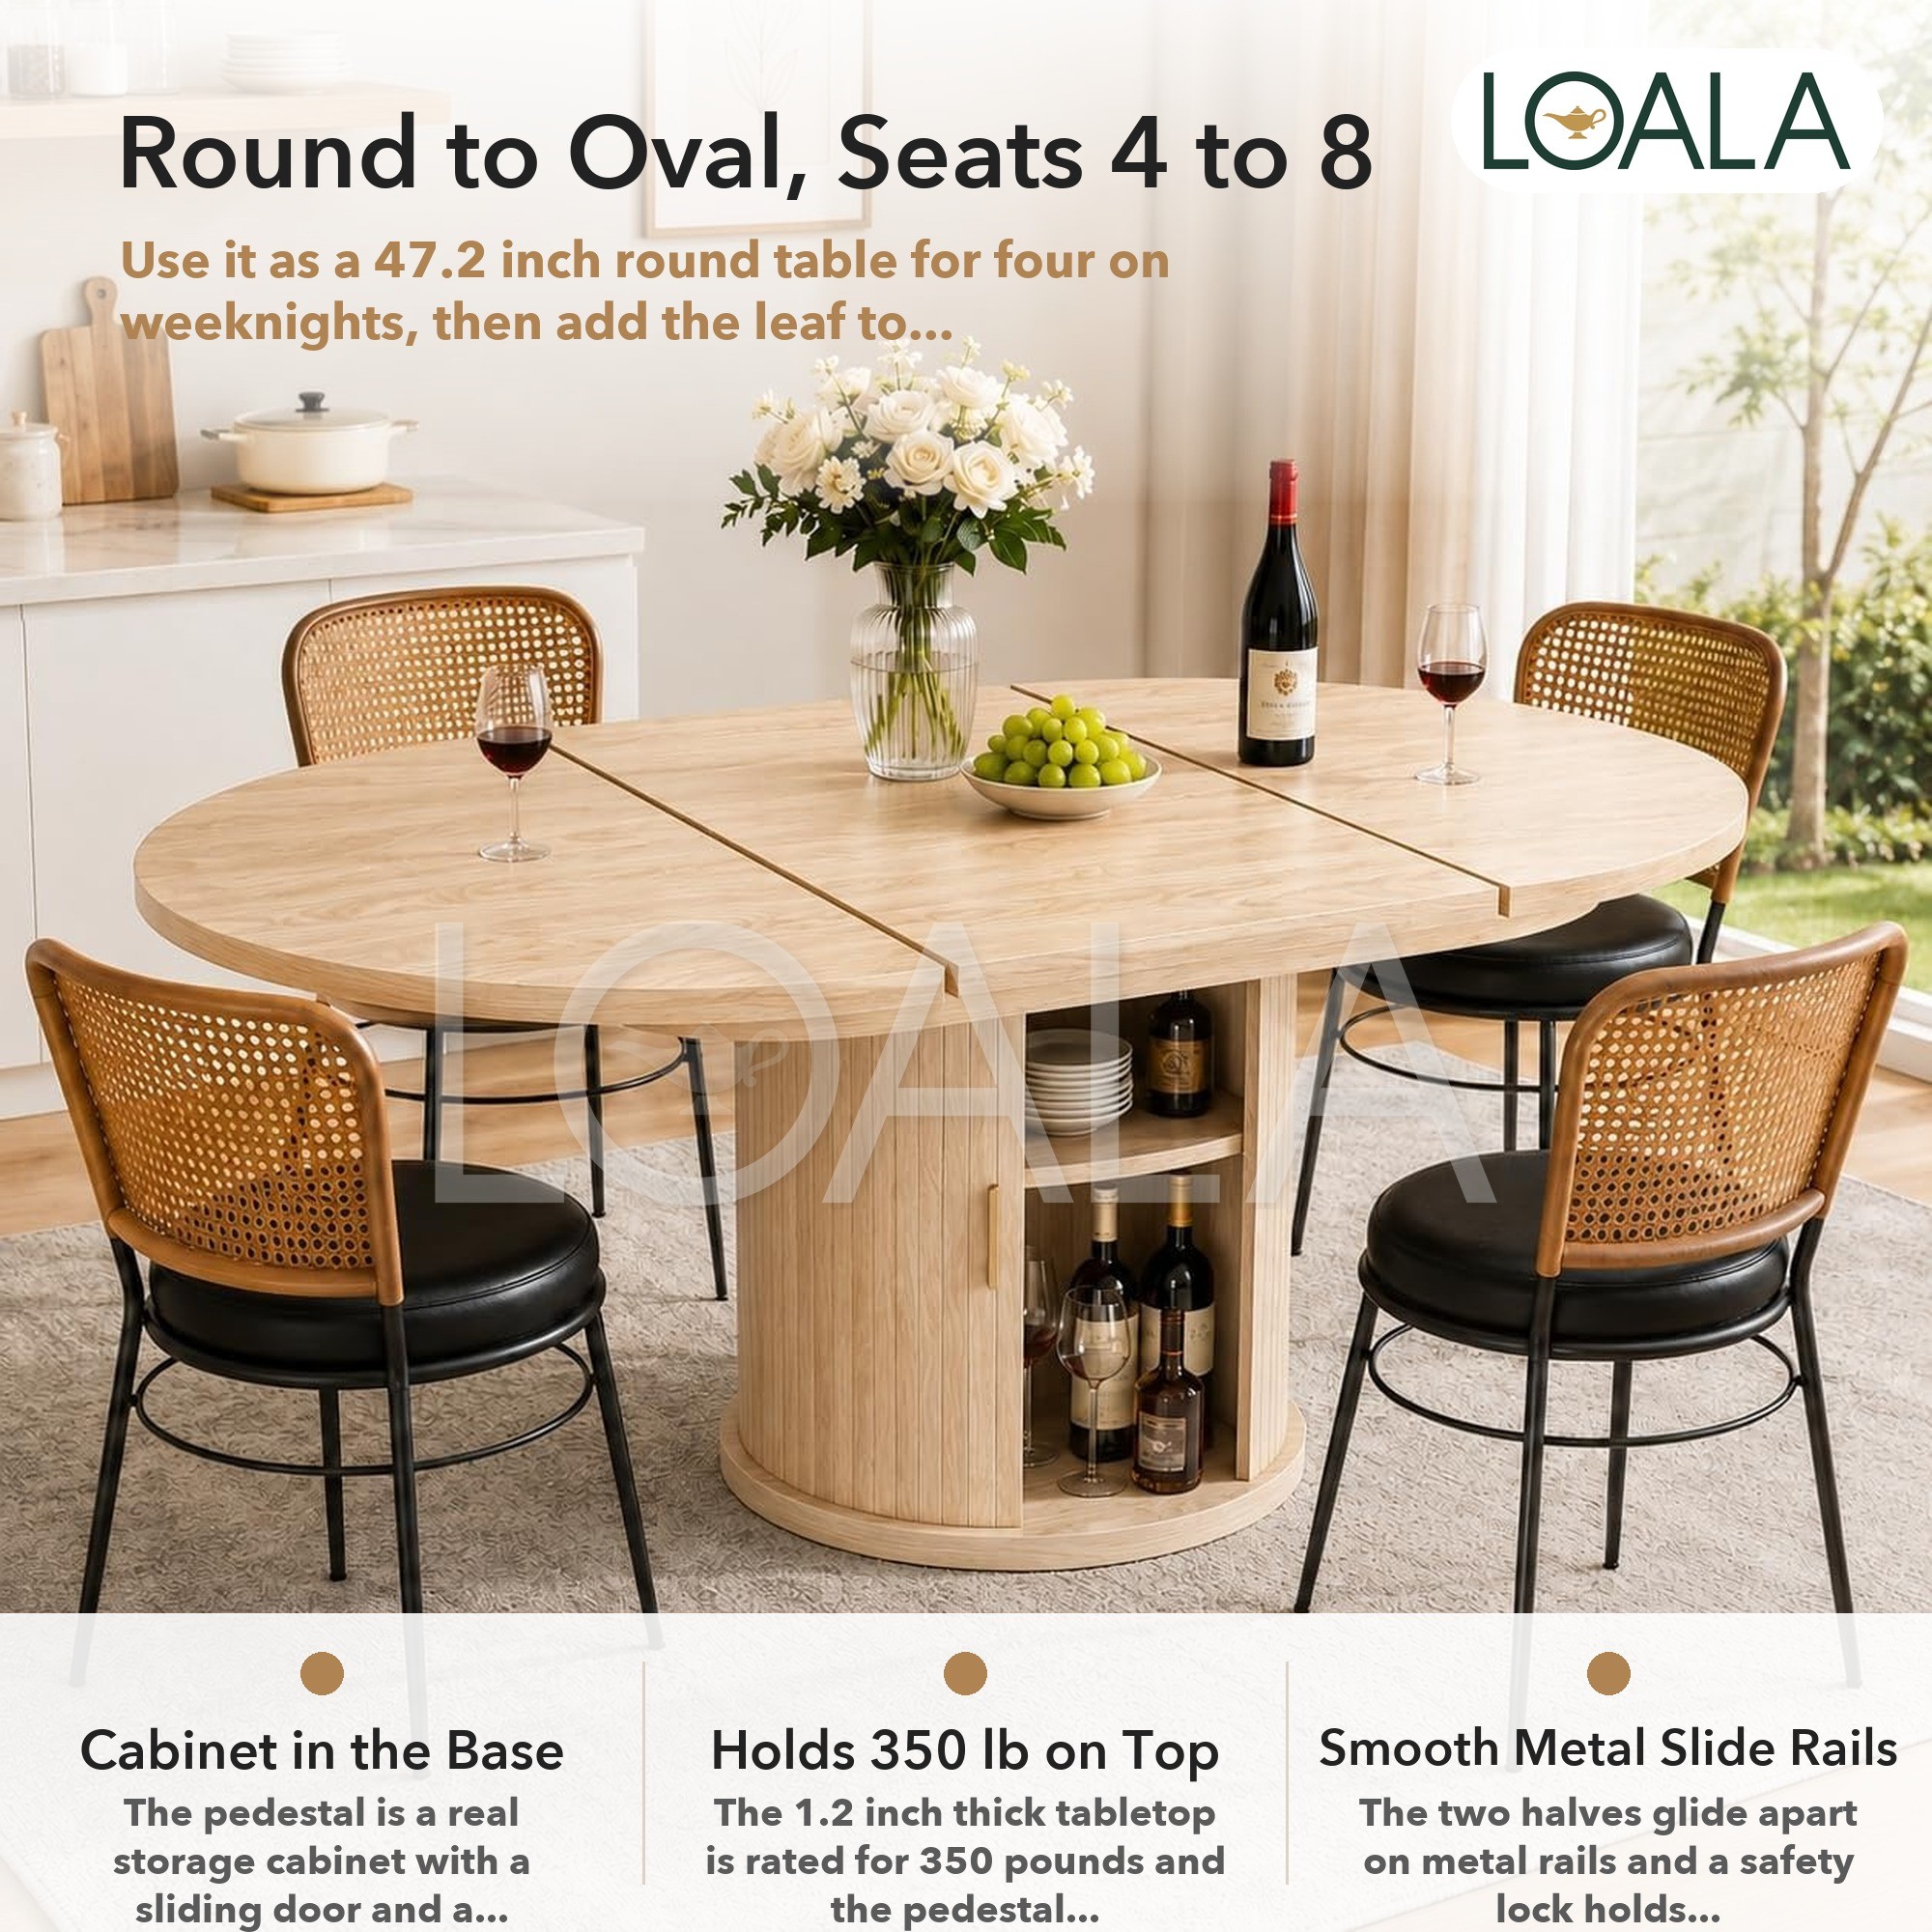 LOALA
Round to Oval, Seats 4 to 8
Use it as a 47.2 inch round table for four on
weeknights, then add the leaf to...
LOALA
Cabinet in the Base
The pedestal is a real
storage cabinet with a
sliding door and a...
Holds 350 lb on Top
The 1.2 inch thick tabletop
is rated for 350 pounds and
the pedestal...
Smooth Metal Slide Rails
The two halves glide apart
on metal rails and a safety
lock holds...